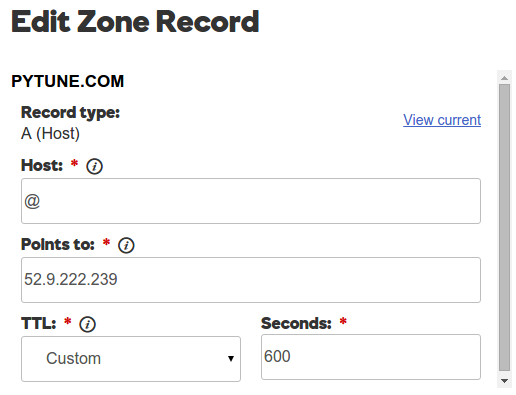 Edit Zone Record
PYTUNE.COM
Record type:
A (Host)
View current
Host: *
@
Points to: *
52.9.222.239
TTL: * Seconds: *
Custom 600